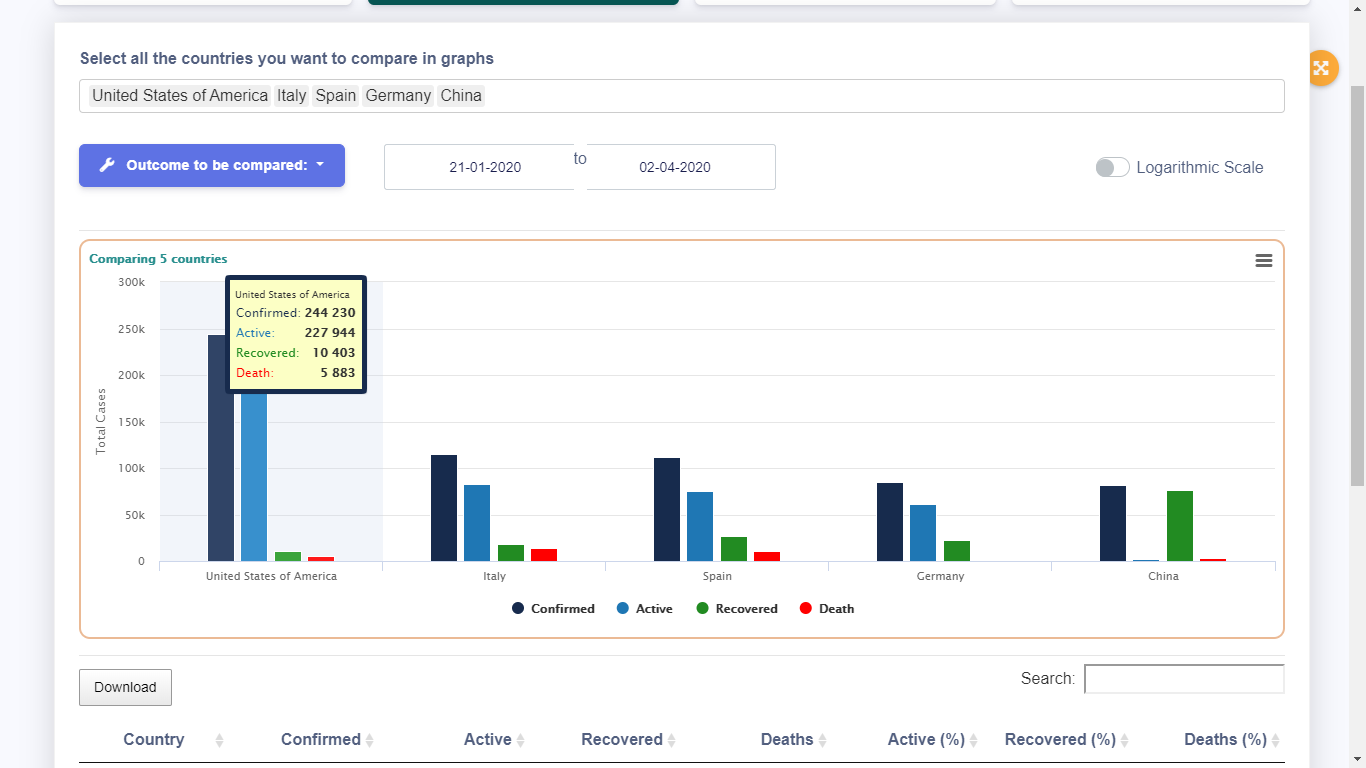 Select all the countries you want to compare in graphs
United States of America Italy Spain Germany China
Outcome to be compared:
21-01-2020 to 02-04-2020
Logarithmic Scale
Comparing 5 countries
300k
250k
200k
150k
100k
50k
0
Total Cases
United States of America
Confirmed: 244 230
Active: 227 944
Recovered: 10 403
Death: 5 883
United States of America Italy Spain Germany China
Confirmed Active Recovered Death
Download
Search:
Country Confirmed Active Recovered Deaths Active (%) Recovered (%) Deaths (%)